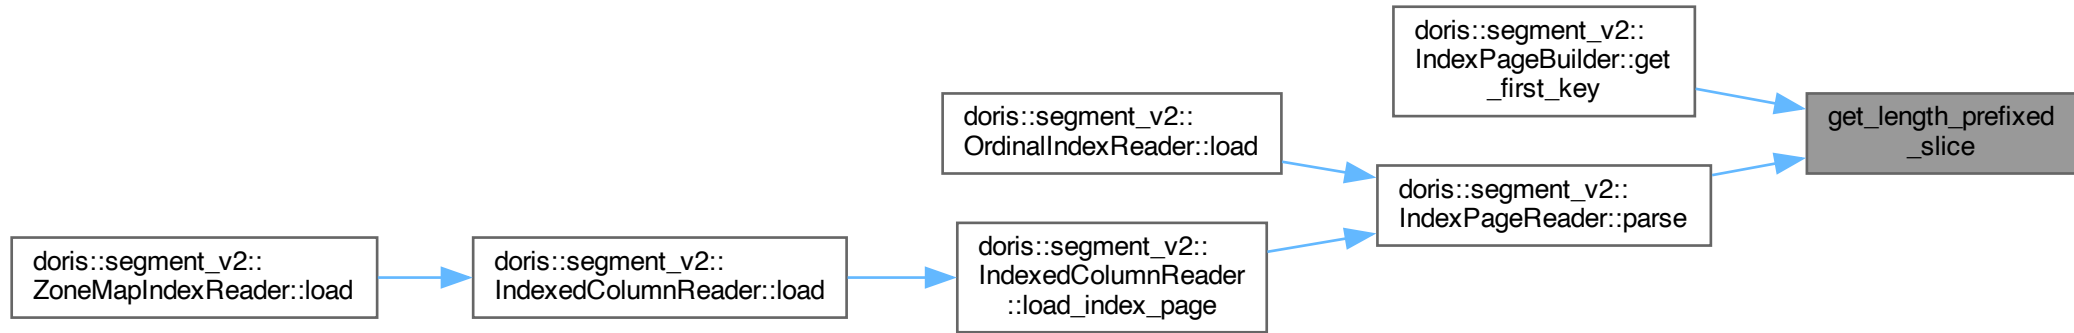 doris::segment_v2::
IndexPageBuilder::get
_first_key
get_length_prefixed
_slice
doris::segment_v2::
OrdinalIndexReader::load
doris::segment_v2::
IndexPageReader::parse
doris::segment_v2::
IndexedColumnReader
::load_index_page
doris::segment_v2::
IndexedColumnReader::load
doris::segment_v2::
ZoneMapIndexReader::load